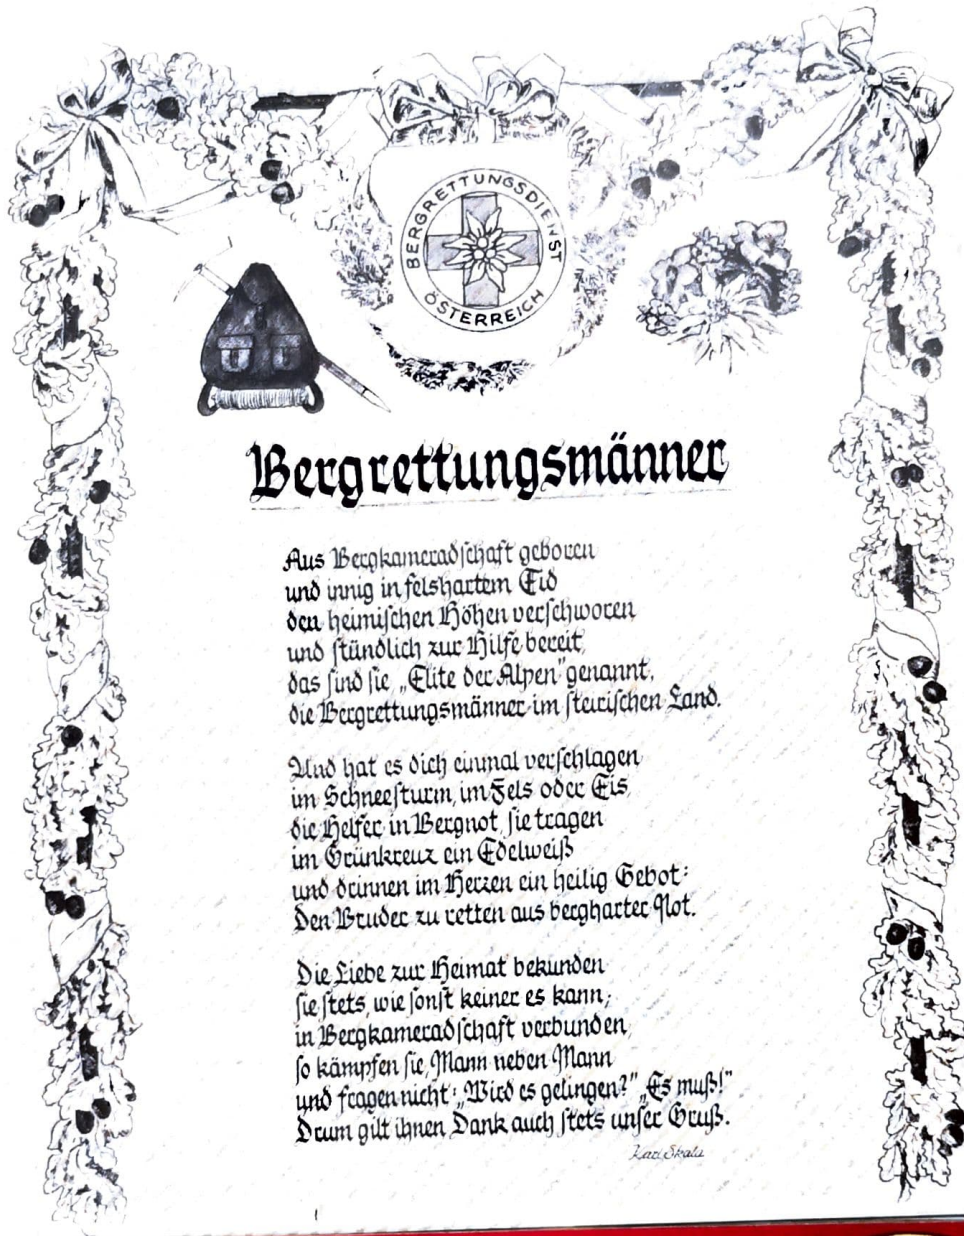 BERGRETTUNGSDIENST
ÖSTERREICH
Bergrettungsmänner
Aus Bergkameradschaft geboren
und innig in felshartem Eid
den heimischen Höhen verschworen
und stündlich zur Hilfe bereit,
das sind sie „Elite der Alpen" genannt,
die Bergrettungsmänner im steirischen Land.
Und hat es dich einmal verschlagen
im Schneesturm, im Fels oder Eis,
die Helfer in Bergnot, sie tragen
im Grünkreuz ein Edelweiß
und drinnen im Herzen ein heilig Gebot:
Den Bruder zu retten aus bergharter Not.
Die Liebe zur Heimat bekunden
sie stets, wie sonst keiner es kann,
in Bergkameradschaft verbunden,
so kämpfen sie, Mann neben Mann
und fragen nicht: „Wird es gelingen?" „Es muß!"
Drum gilt ihnen Dank auch stets unser Gruß.
Skala